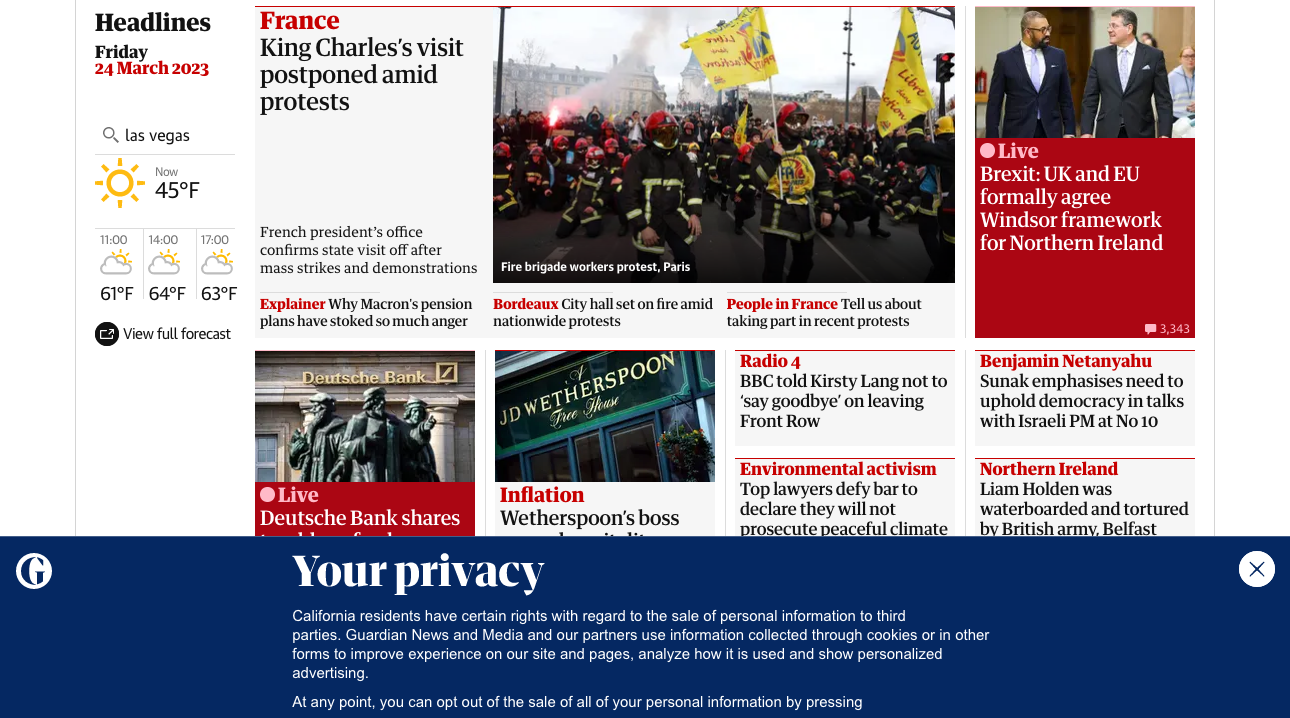 Headlines
Friday
24 March 2023
las vegas
Now
45°F
11:00
14:00
17:00
61°F
64°F
63°F
View full forecast
France
King Charles's visit
postponed amid
protests
French president's office
confirms state visit off after
mass strikes and demonstrations
Fire brigade workers protest, Paris
Explainer Why Macron's pension
plans have stoked so much anger
Bordeaux City hall set on fire amid
nationwide protests
People in France Tell us about
taking part in recent protests
Live
Brexit: UK and EU
formally agree
Windsor framework
for Northern Ireland
3,343
Deutsche Bank
Live
Deutsche Bank shares
A
JD WETHERSPOON
Free House
Inflation
Wetherspoon's boss
Radio 4
BBC told Kirsty Lang not to
‘say goodbye’ on leaving
Front Row
Environmental activism
Top lawyers defy bar to
declare they will not
prosecute peaceful climate
Benjamin Netanyahu
Sunak emphasises need to
uphold democracy in talks
with Israeli PM at No 10
Northern Ireland
Liam Holden was
waterboarded and tortured
by British army, Belfast
Your privacy
California residents have certain rights with regard to the sale of personal information to third
parties. Guardian News and Media and our partners use information collected through cookies or in other
forms to improve experience on our site and pages, analyze how it is used and show personalized
advertising.
At any point, you can opt out of the sale of all of your personal information by pressing